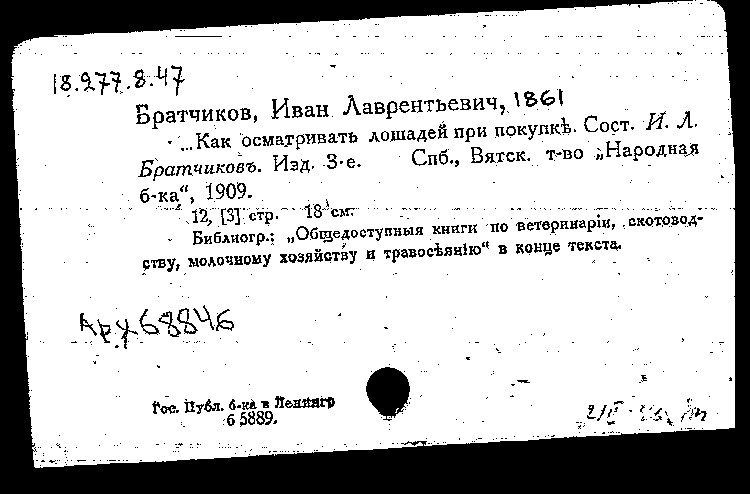 18.277.8.47
Братчиков, Иван Лаврентьевич, 1861
...Как осматривать лошадей при покупкѣ. Сост. И. Л.
Братчиковъ. Изд. 3-е. Спб., Вятск. т-во „Народная
б-ка“, 1909.
12, [3] стр. 18 см.
Библиогр.: „Общедоступныя книги по ветеринаріи, скотовод-
ству, молочному хозяйству и травосѣянію“ в конце текста.
Арх 68846
Гос. Публ. б-ка в Ленингр
б 5889.